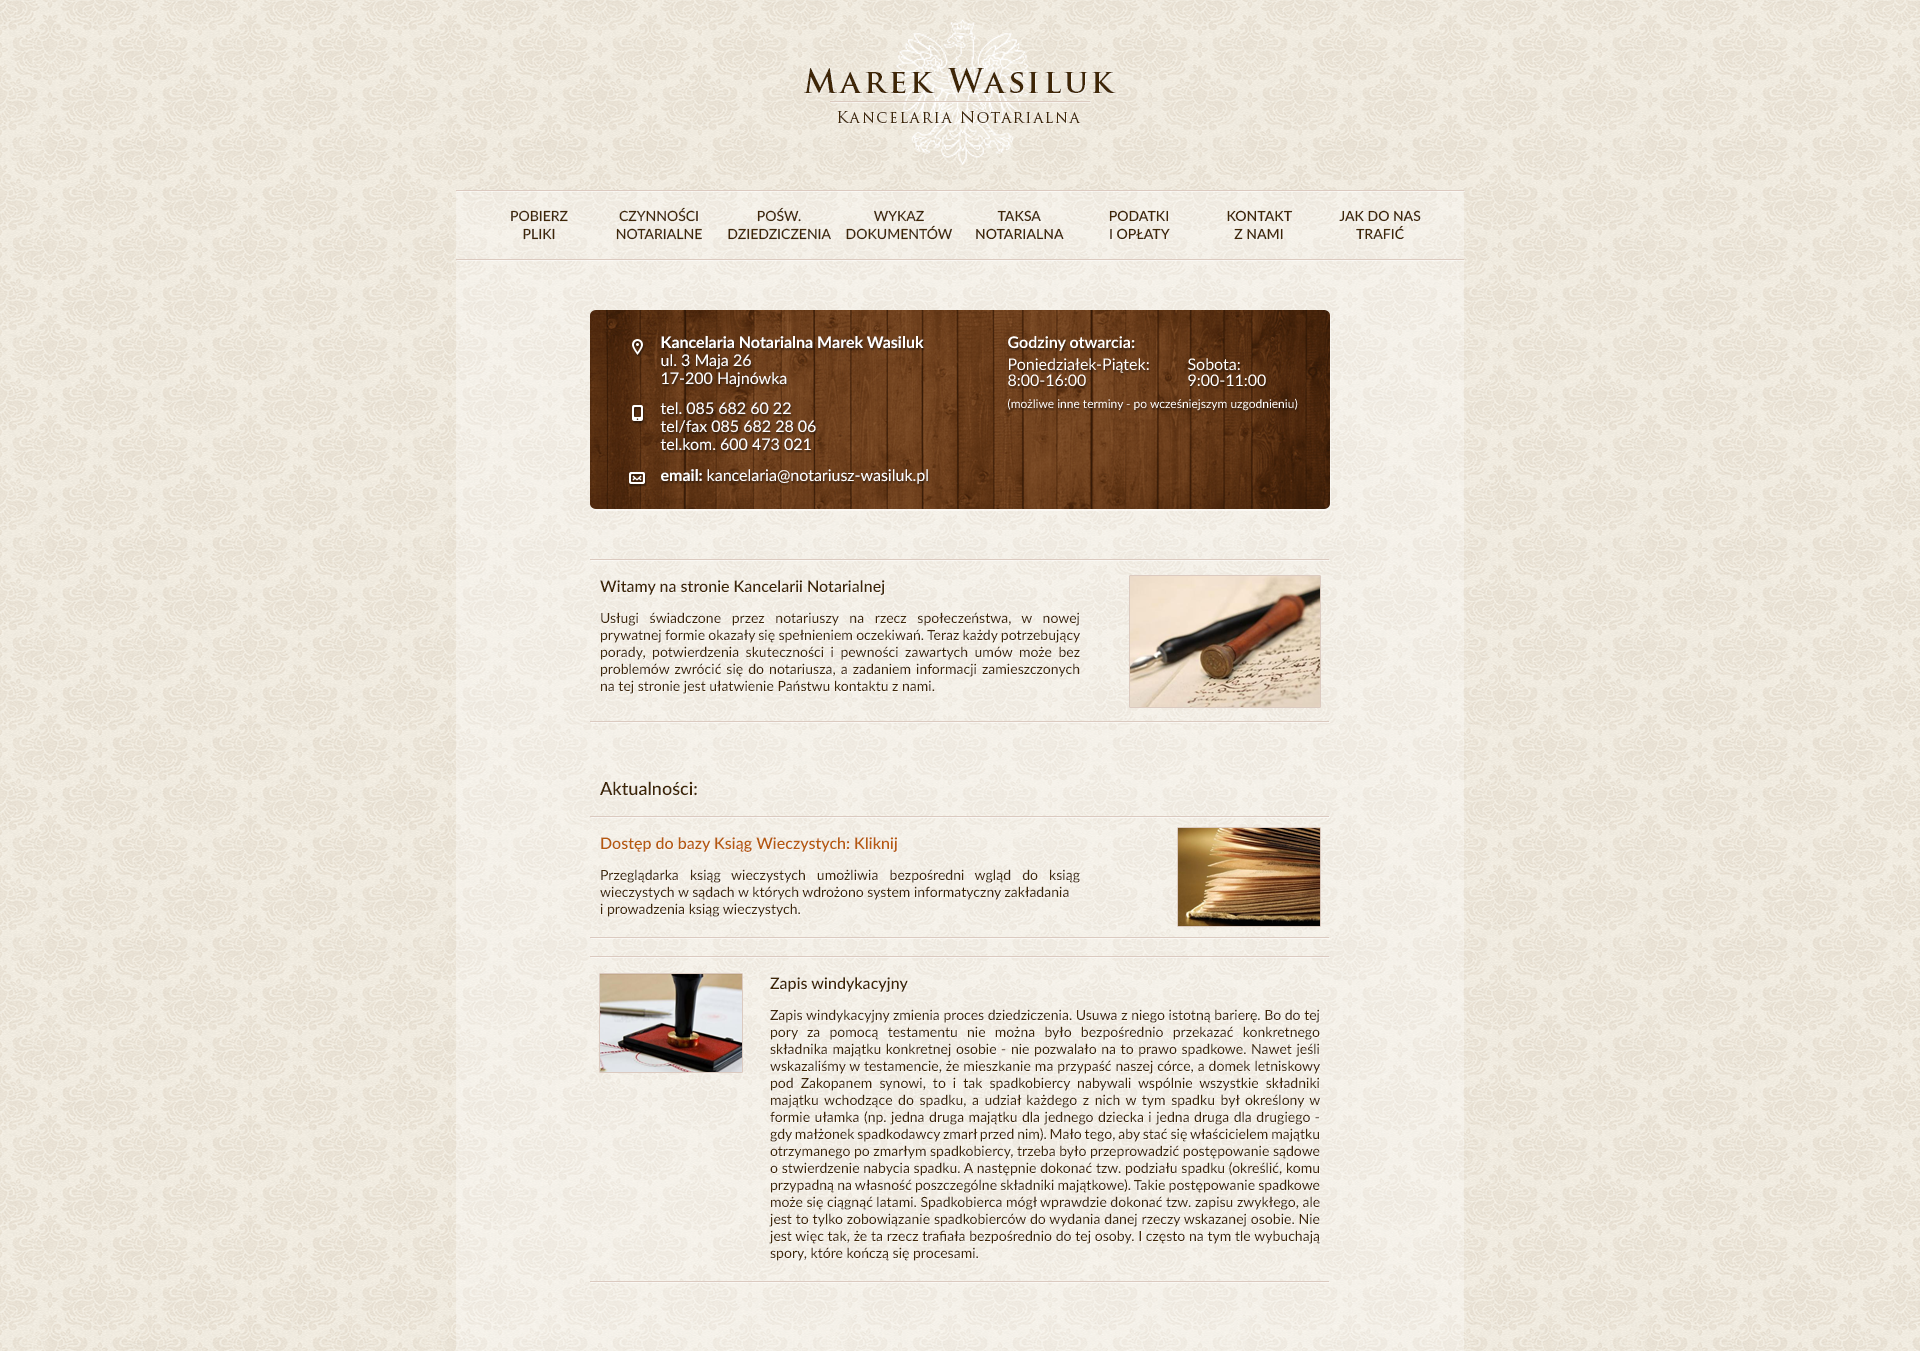 MAREK WASILUK
KANCELARIA NOTARIALNA
POBIERZ PLIKI
CZYNNOŚCI NOTARIALNE
POŚW. DZIEDZICZENIA
WYKAZ DOKUMENTÓW
TAKSA NOTARIALNA
PODATKI I OPŁATY
KONTAKT Z NAMI
JAK DO NAS TRAFIĆ
Kancelaria Notarialna Marek Wasiluk
ul. 3 Maja 26
17-200 Hajnówka
tel. 085 682 60 22
tel/fax 085 682 28 06
tel.kom. 600 473 021
email: kancelaria@notariusz-wasiluk.pl
Godziny otwarcia:
Poniedziałek-Piątek:
8:00-16:00
Sobota:
9:00-11:00
(możliwe inne terminy - po wcześniejszym uzgodnieniu)
Witamy na stronie Kancelarii Notarialnej
Usługi świadczone przez notariuszy na rzecz społeczeństwa, w nowej
prywatnej formie okazały się spełnieniem oczekiwań. Teraz każdy potrzebujący
porady, potwierdzenia skuteczności i pewności zawartych umów może bez
problemów zwrócić się do notariusza, a zadaniem informacji zamieszczonych
na tej stronie jest ułatwienie Państwu kontaktu z nami.
Aktualności:
Dostęp do bazy Ksiąg Wieczystych: Kliknij
Przeglądarka ksiąg wieczystych umożliwia bezpośredni wgląd do ksiąg
wieczystych w sądach w których wdrożono system informatyczny zakładania
i prowadzenia ksiąg wieczystych.
Zapis windykacyjny
Zapis windykacyjny zmienia proces dziedziczenia. Usuwa z niego istotną barierę. Bo do tej
pory za pomocą testamentu nie można było bezpośrednio przekazać konkretnego
składnika majątku konkretnej osobie - nie pozwalało na to prawo spadkowe. Nawet jeśli
wskazaliśmy w testamencie, że mieszkanie ma przypaść naszej córce, a domek letniskowy
pod Zakopanem synowi, to i tak spadkobiercy nabywali wspólnie wszystkie składniki
majątku wchodzące do spadku, a udział każdego z nich w tym spadku był określony w
formie ułamka (np. jedna druga majątku dla jednego dziecka i jedna druga dla drugiego -
gdy małżonek spadkodawcy zmarł przed nim). Mało tego, aby stać się właścicielem majątku
otrzymanego po zmarłym spadkobiercy, trzeba było przeprowadzić postępowanie sądowe
o stwierdzenie nabycia spadku. A następnie dokonać tzw. podziału spadku (określić, komu
przypadną na własność poszczególne składniki majątkowe). Takie postępowanie spadkowe
może się ciągnąć latami. Spadkobierca mógł wprawdzie dokonać tzw. zapisu zwykłego, ale
jest to tylko zobowiązanie spadkobierców do wydania danej rzeczy wskazanej osobie. Nie
jest więc tak, że ta rzecz trafiała bezpośrednio do tej osoby. I często na tym tle wybuchają
spory, które kończą się procesami.